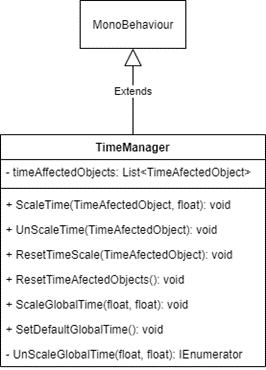 MonoBehaviour
Extends
TimeManager
- timeAffectedObjects: List<TimeAfectedObject>
+ ScaleTime(TimeAfectedObject, float): void
+ UnScaleTime(TimeAfectedObject): void
+ ResetTimeScale(TimeAfectedObject): void
+ ResetTimeAfectedObjects(): void
+ ScaleGlobalTime(float, float): void
+ SetDefaultGlobalTime(): void
- UnScaleGlobalTime(float, float): IEnumerator